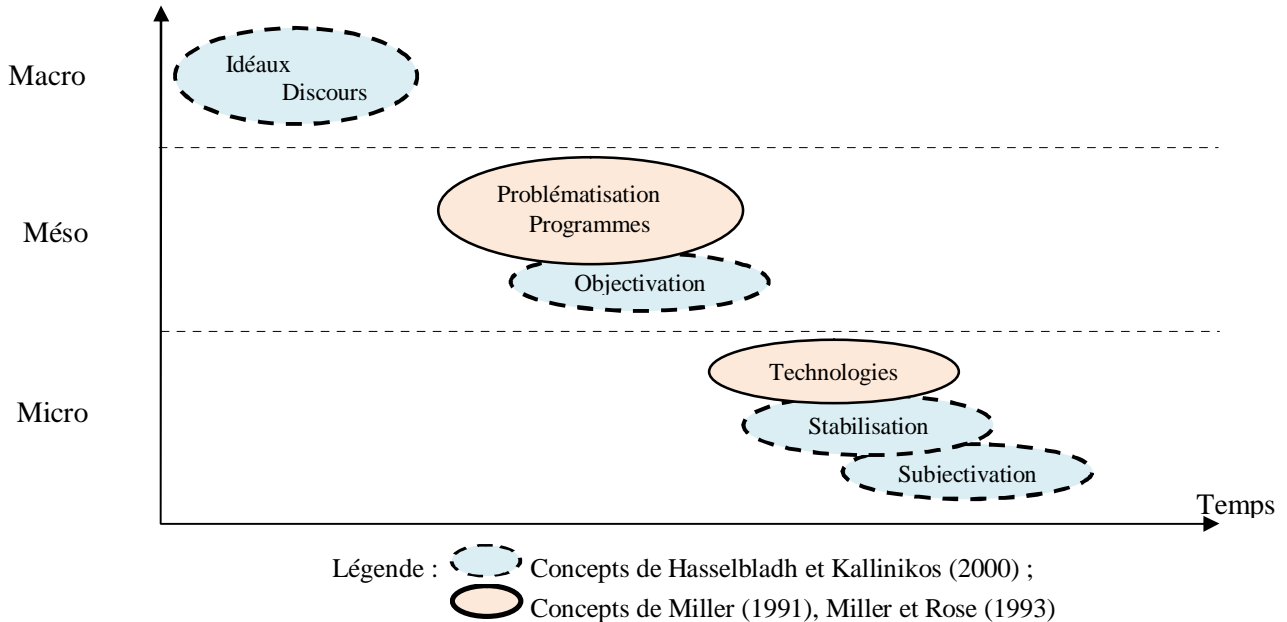 Macro
Idéaux
Discours
Méso
Problématisation
Programmes
Objectivation
Micro
Technologies
Stabilisation
Subjectivation
Temps
Légende :
Concepts de Hasselbladh et Kallinikos (2000) ;
Concepts de Miller (1991), Miller et Rose (1993)